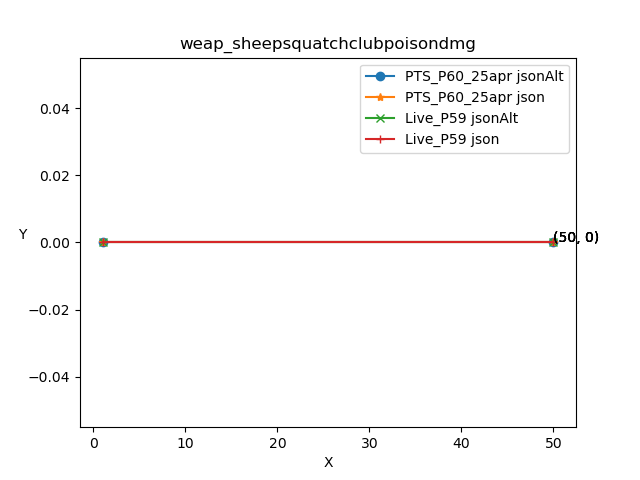 weap_sheepsquatchclubpoisondmg
PTS_P60_25apr jsonAlt
PTS_P60_25apr json
Live_P59 jsonAlt
Live_P59 json
0.04
0.02
0.00
−0.02
−0.04
Y
(50, 0)
0
10
20
30
40
50
X